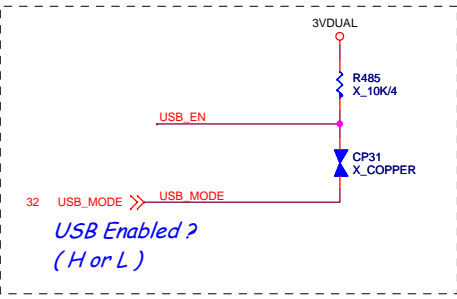 3VDUAL
R485
X_10K/4
USB_EN
CP31
X_COPPER
32 USB_MODE USB_MODE
USB Enabled ?
( H or L )